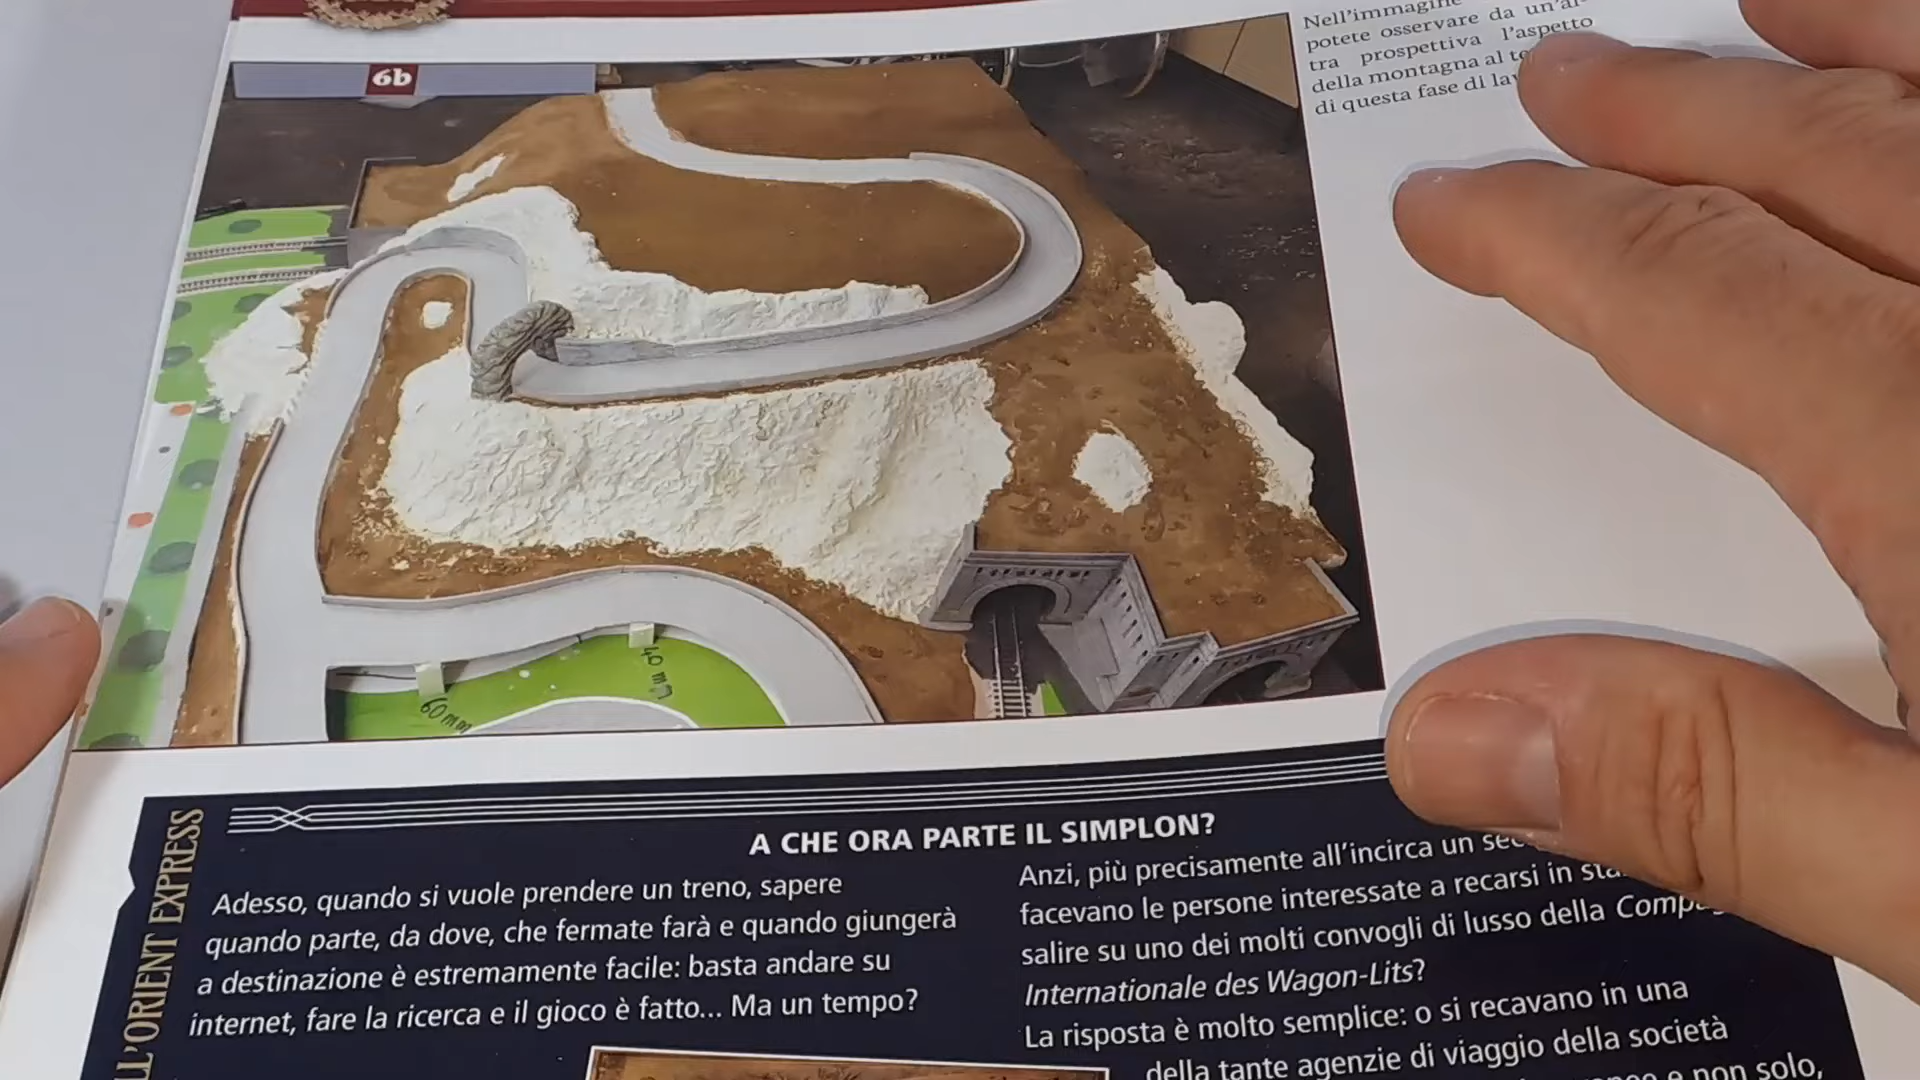 Nell'immagine
potete osservare da un'al-
tra prospettiva l'aspetto
della montagna al
di questa fase di
6b
40 mm
60 mm
L'ORIENT EXPRESS
A CHE ORA PARTE IL SIMPLON?
Adesso, quando si vuole prendere un treno, sapere
quando parte, da dove, che fermate farà e quando giungerà
a destinazione è estremamente facile: basta andare su
internet, fare la ricerca e il gioco è fatto... Ma un tempo?
Anzi, più precisamente all'incirca un
facevano le persone interessate a recarsi in
salire su uno dei molti convogli di lusso della
Internationale des Wagon-Lits?
La risposta è molto semplice: o si recavano in una
della tante agenzie di viaggio della società
e non solo,